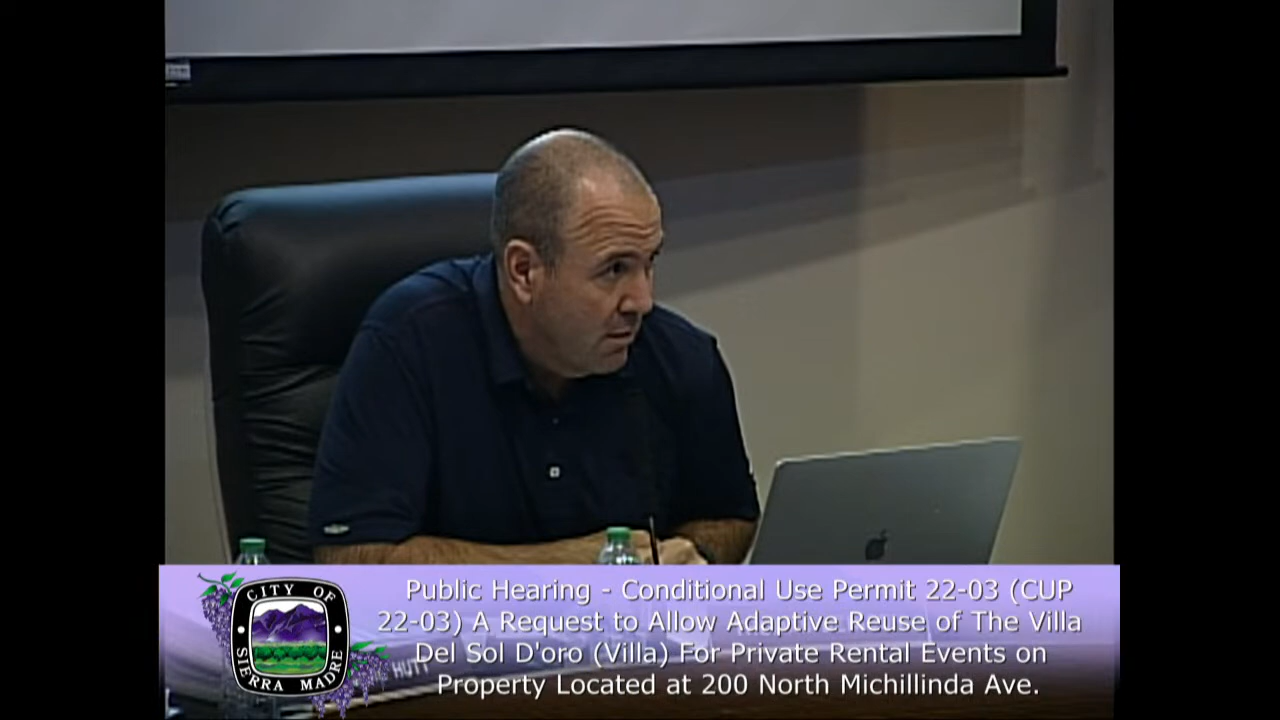 Public Hearing - Conditional Use Permit 22-03 (CUP
22-03) A Request to Allow Adaptive Reuse of The Villa
Del Sol D'oro (Villa) For Private Rental Events on
Property Located at 200 North Michillinda Ave.
CITY OF
SIERRA MADRE
HUTT